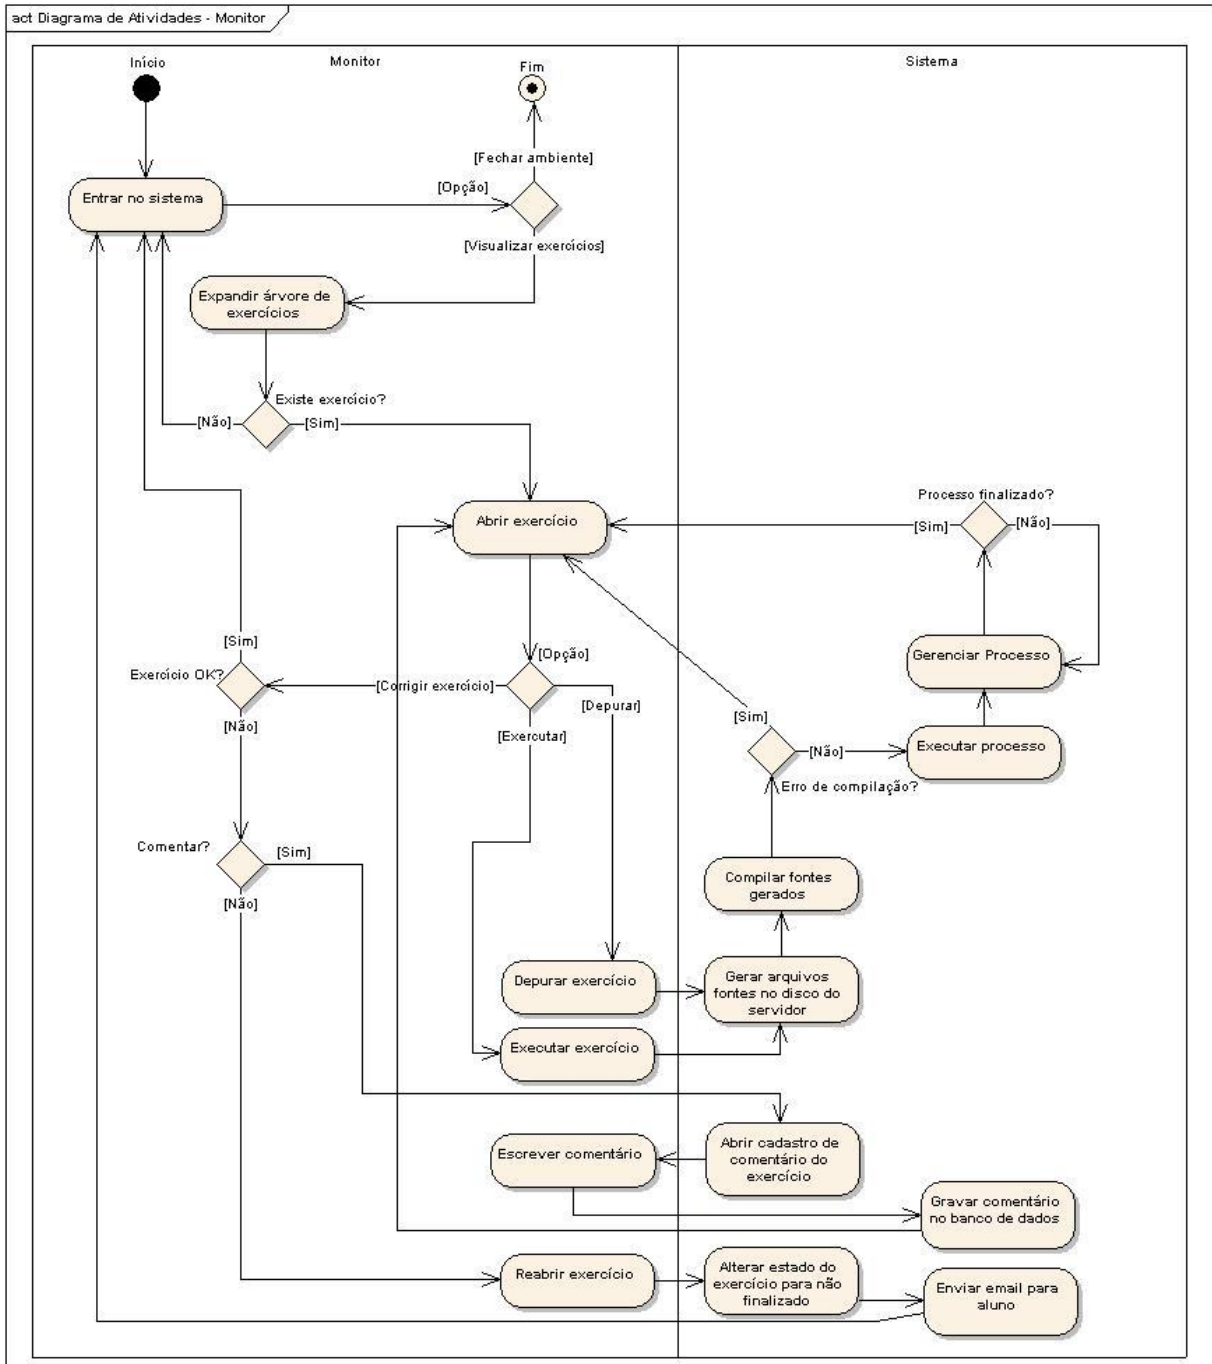 act Diagrama de Atividades - Monitor
Início
Monitor
Fim
Sistema
[Fechar ambiente]
[Opção]
Entrar no sistema
[Visualizar exercícios]
Expandir árvore de
exercícios
Existe exercício?
[Não]
[Sim]
Processo finalizado?
Abrir exercício
[Sim]
[Não]
[Sim]
[Opção]
Gerenciar Processo
Exercício OK?
[Corrigir exercício]
[Depurar]
[Sim]
[Não]
[Exercutar]
[Não]
Executar processo
Erro de compilação?
Comentar?
[Sim]
[Não]
Compilar fontes
gerados
Depurar exercício
Gerar arquivos
fontes no disco do
servidor
Executar exercício
Escrever comentário
Abrir cadastro de
comentário do
exercício
Gravar comentário
no banco de dados
Reabrir exercício
Alterar estado do
exercício para não
finalizado
Enviar email para
aluno